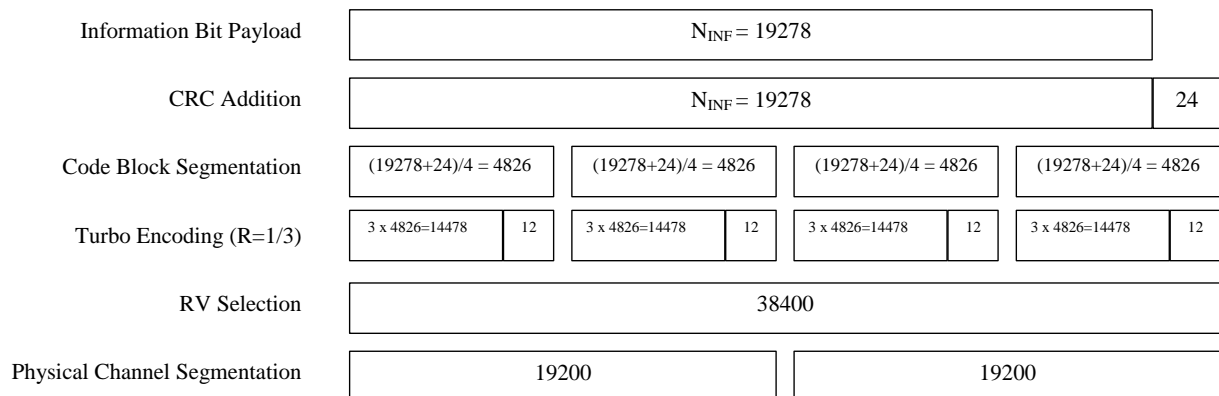 Information Bit Payload N_INF = 19278
CRC Addition N_INF = 19278 24
Code Block Segmentation (19278+24)/4 = 4826 (19278+24)/4 = 4826 (19278+24)/4 = 4826 (19278+24)/4 = 4826
Turbo Encoding (R=1/3) 3 x 4826=14478 12 3 x 4826=14478 12 3 x 4826=14478 12 3 x 4826=14478 12
RV Selection 38400
Physical Channel Segmentation 19200 19200